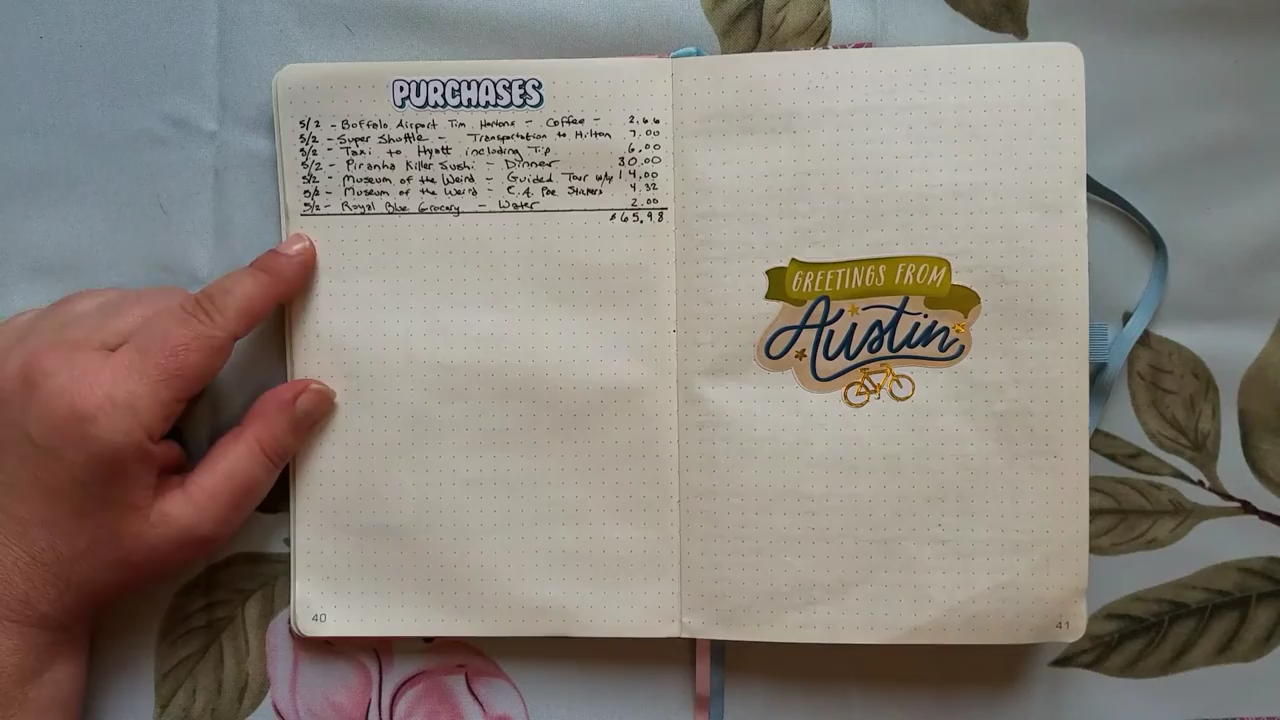 PURCHASES
5/2 - Buffalo Airport Tim Hortons - Coffee - 2.66
5/2 - Super Shuttle - Transportation to Hilton 7.00
5/2 - Taxi to Hyatt including Tip 6.00
5/2 - Piranha Killer Sushi - Dinner 30.00
5/2 - Museum of the Weird - Guided Tour 14.00
5/2 - Museum of the Weird - E.A. Poe Stickers 4.32
5/2 - Royal Blue Grocery - Water 2.00
$65.98
40
GREETINGS FROM
Austin
41